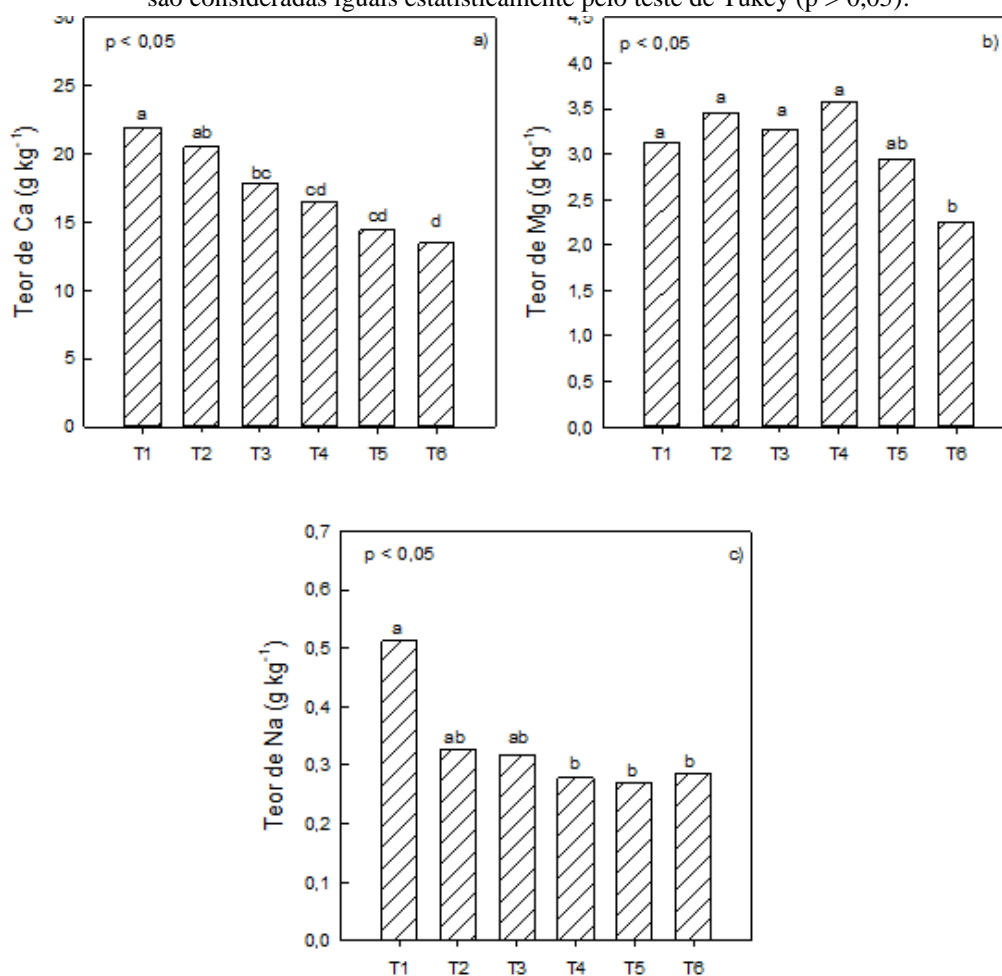 são consideradas iguais estatisticamente pelo teste de Tukey (p > 0,05).
30
p < 0,05
a)
25
20
15
10
5
0
Teor de Ca (g kg⁻¹)
a
ab
bc
cd
cd
d
T1 T2 T3 T4 T5 T6
4,5
p < 0,05
b)
4,0
3,5
3,0
2,5
2,0
1,5
1,0
0,5
0,0
Teor de Mg (g kg⁻¹)
a
a
a
a
ab
b
T1 T2 T3 T4 T5 T6
0,7
p < 0,05
c)
0,6
0,5
0,4
0,3
0,2
0,1
0,0
Teor de Na (g kg⁻¹)
a
ab
ab
b
b
b
T1 T2 T3 T4 T5 T6